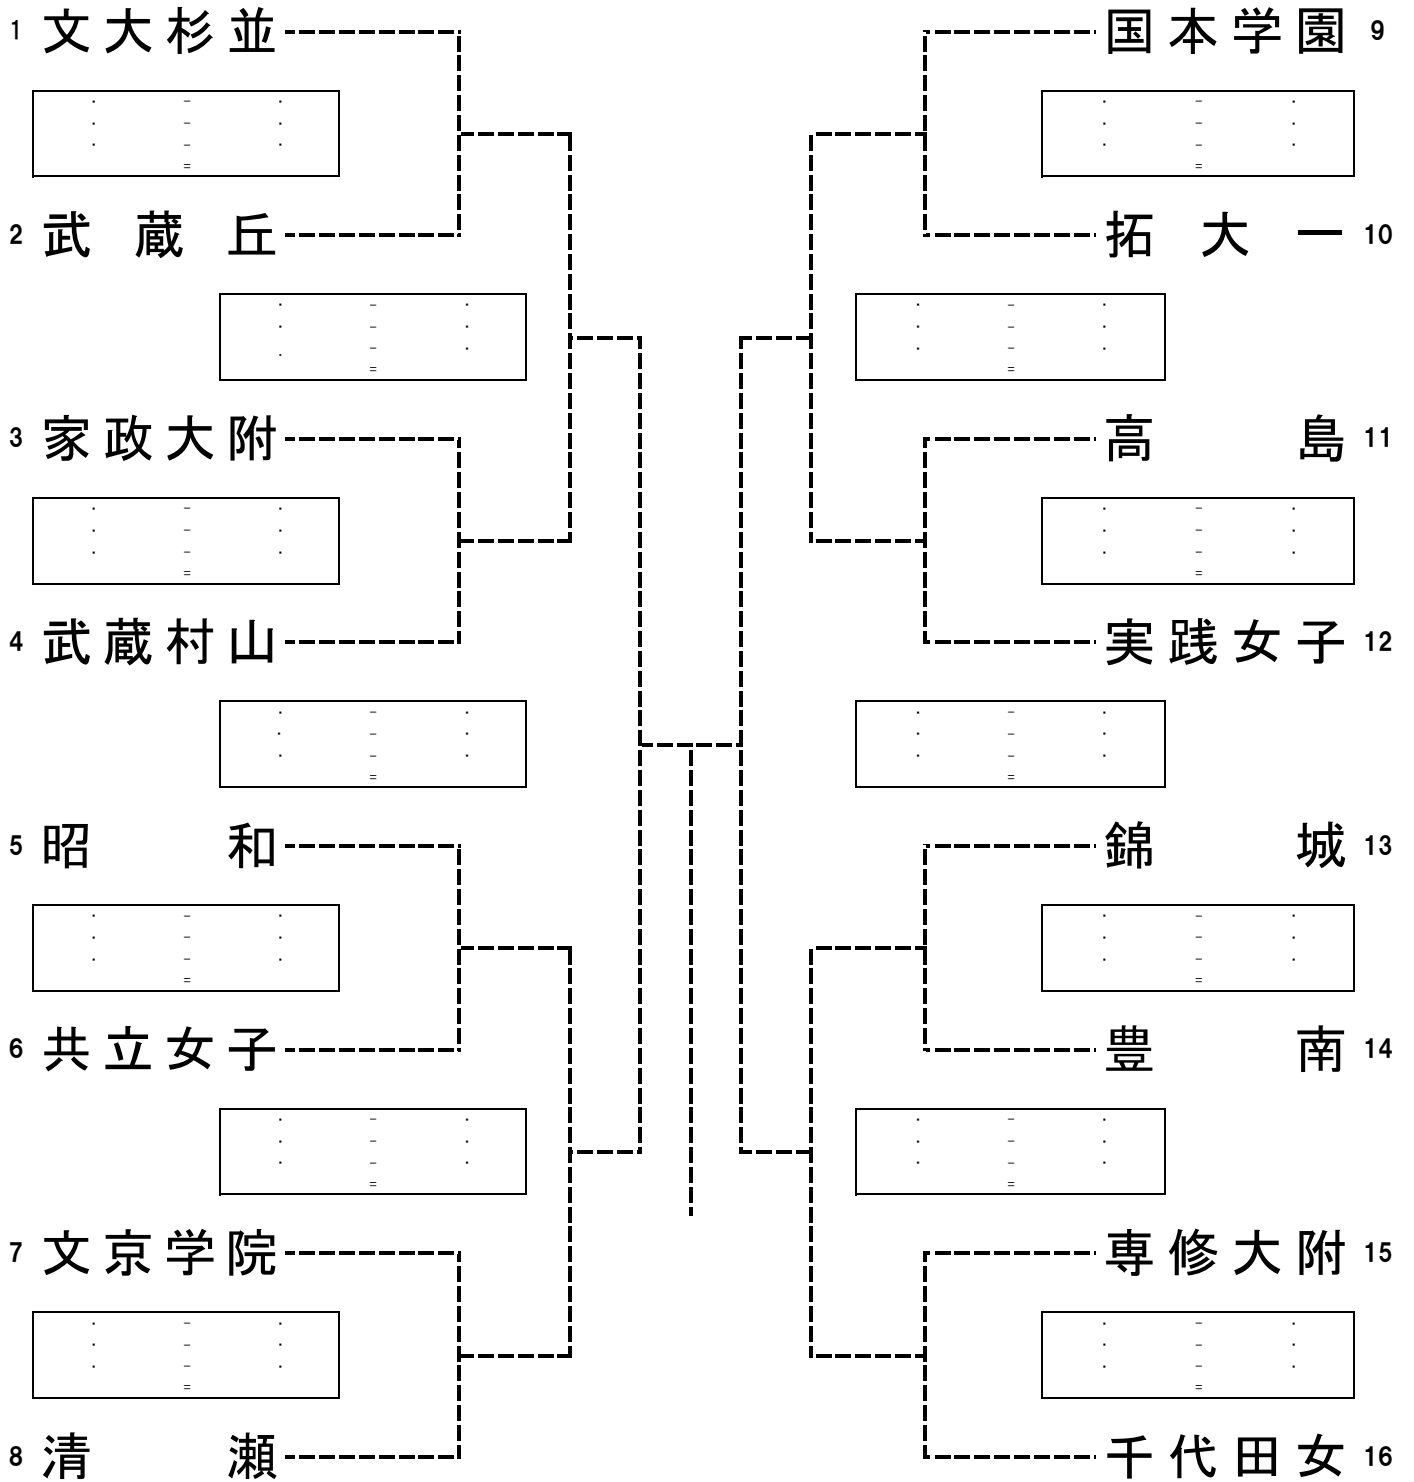 1 文大杉並
2 武蔵丘
3 家政大附
4 武蔵村山
5 昭和
6 共立女子
7 文京学院
8 清瀬
国本学園 9
拓大一 10
高島 11
実践女子 12
錦城 13
豊南 14
専修大附 15
千代田女 16